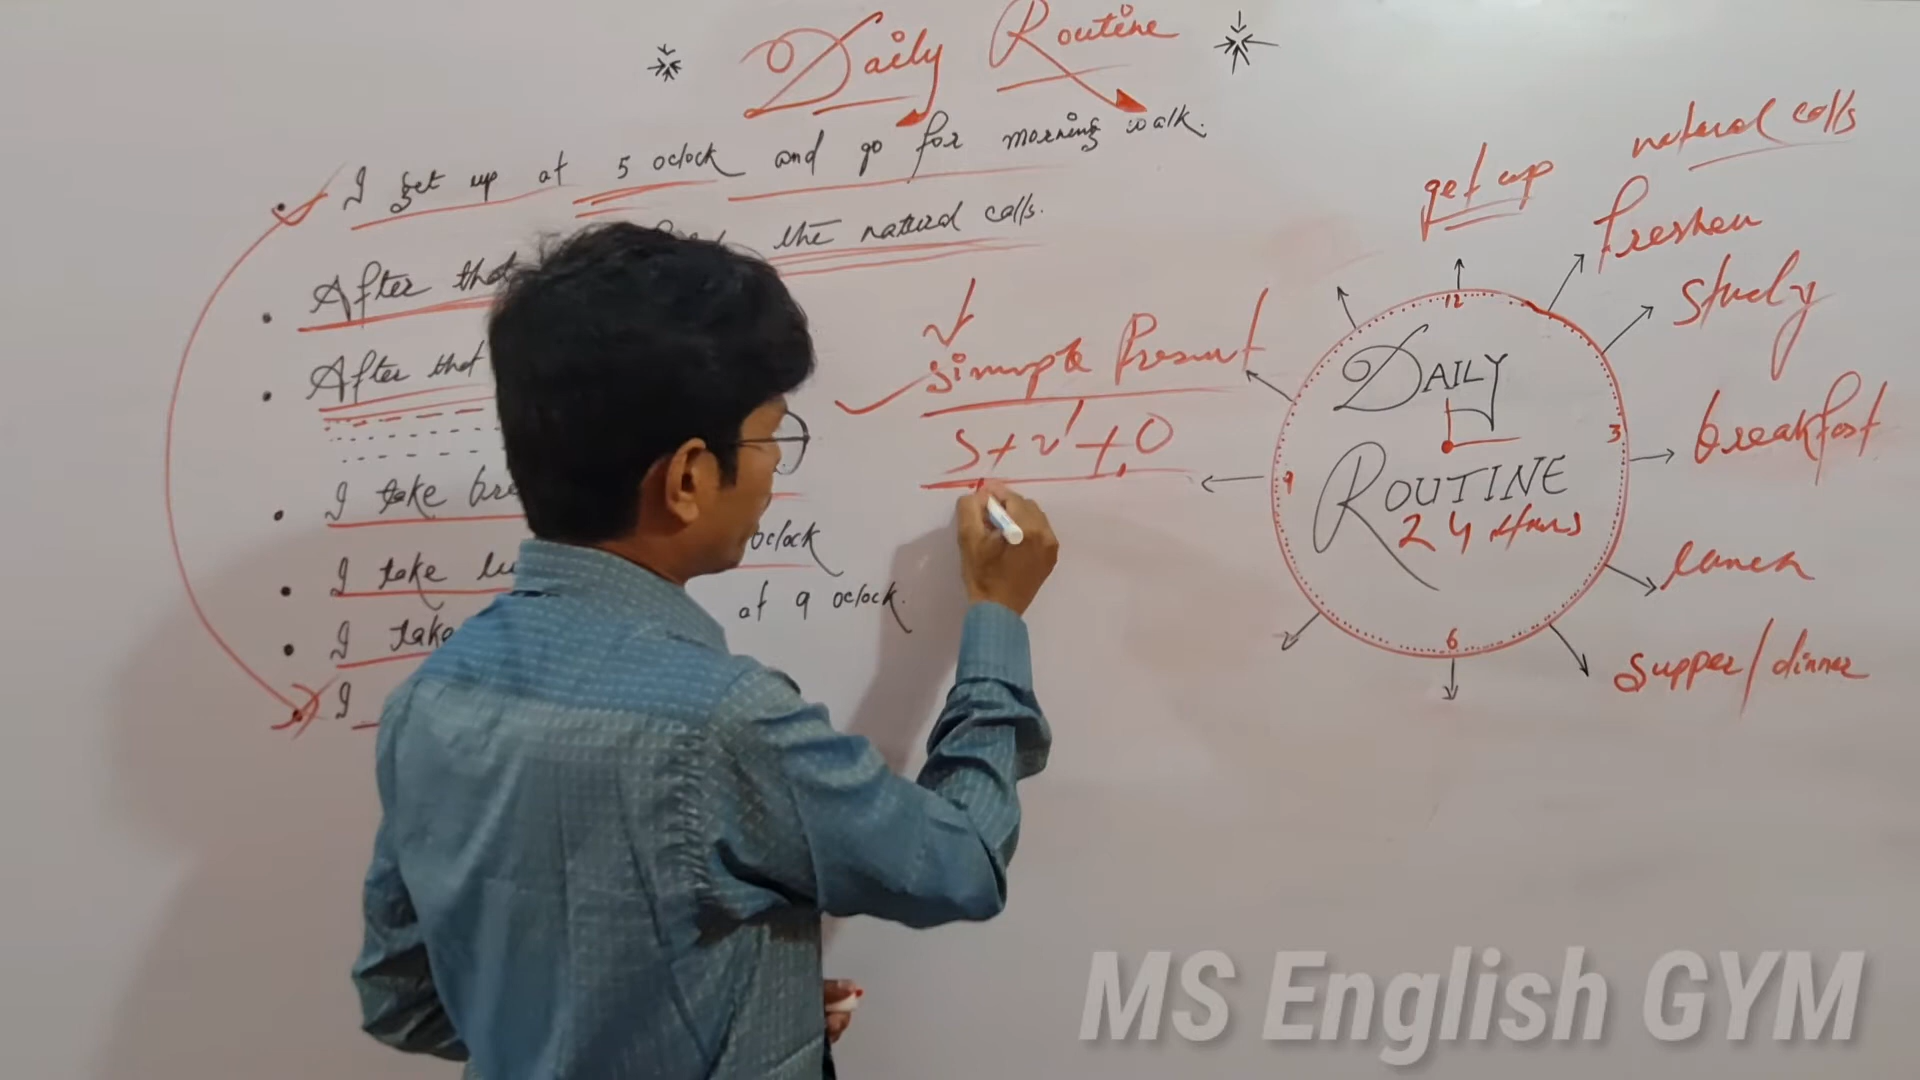 Daily Routine
I get up at 5 oclock and go for morning walk.
After that the natural calls.
After that
I take
I take
I take
I
oclock
at 9 oclock.
Simple Present
S+V1+O
natural calls
get up
freshen
study
breakfast
lunch
supper/dinner
12
3
6
9
DAILY
ROUTINE
24 Hours
MS English GYM